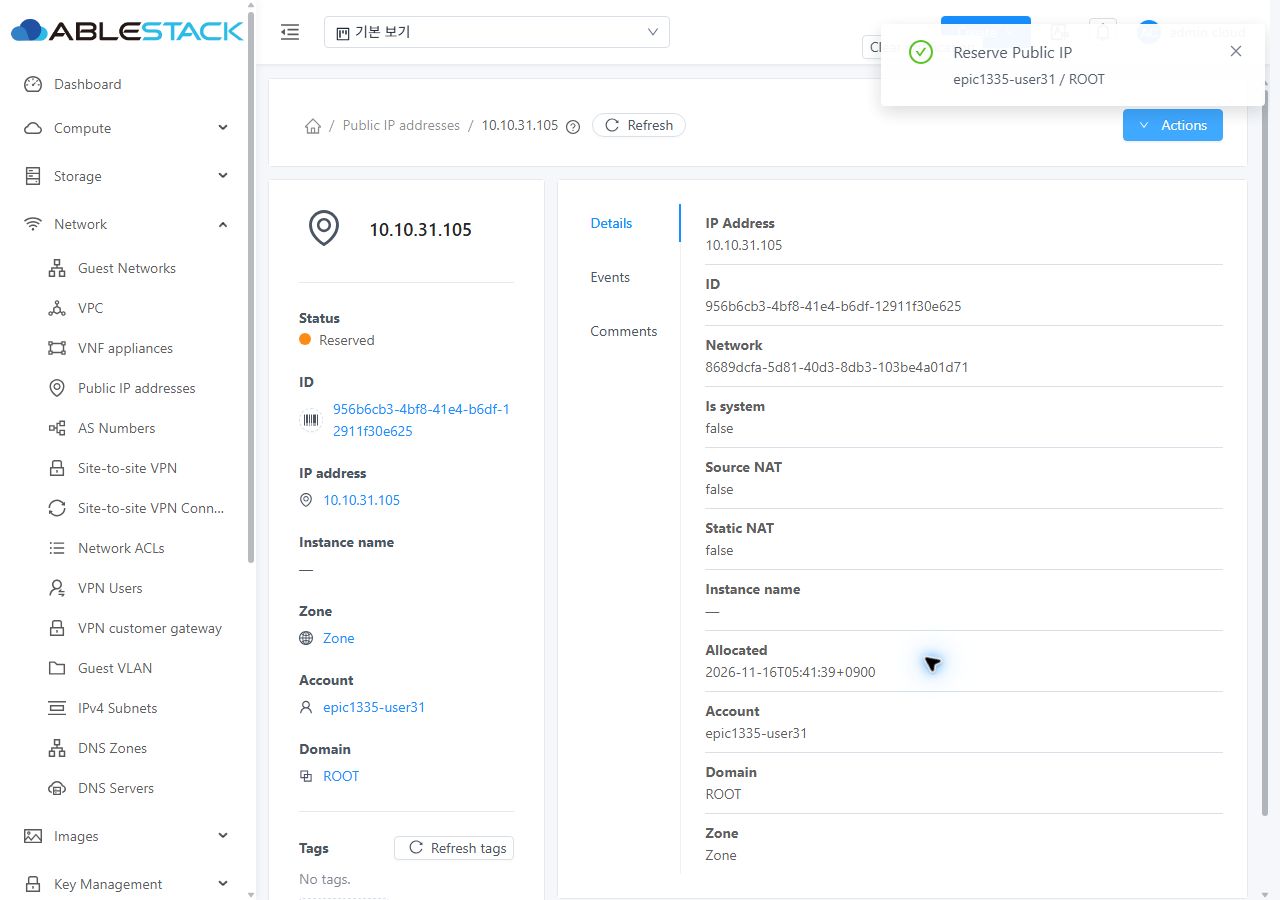 ABLESTACK
기본 보기
Reserve Public IP
epic1335-user31 / ROOT
Dashboard
Compute
Storage
Network
Guest Networks
VPC
VNF appliances
Public IP addresses
AS Numbers
Site-to-site VPN
Site-to-site VPN Conn...
Network ACLs
VPN Users
VPN customer gateway
Guest VLAN
IPv4 Subnets
DNS Zones
DNS Servers
Images
Key Management
/ Public IP addresses / 10.10.31.105
Refresh
Actions
10.10.31.105
Status
Reserved
ID
956b6cb3-4bf8-41e4-b6df-1
2911f30e625
IP address
10.10.31.105
Instance name
—
Zone
Zone
Account
epic1335-user31
Domain
ROOT
Tags
Refresh tags
No tags.
Details
Events
Comments
IP Address
10.10.31.105
ID
956b6cb3-4bf8-41e4-b6df-12911f30e625
Network
8689dcfa-5d81-40d3-8db3-103be4a01d71
Is system
false
Source NAT
false
Static NAT
false
Instance name
—
Allocated
2026-11-16T05:41:39+0900
Account
epic1335-user31
Domain
ROOT
Zone
Zone